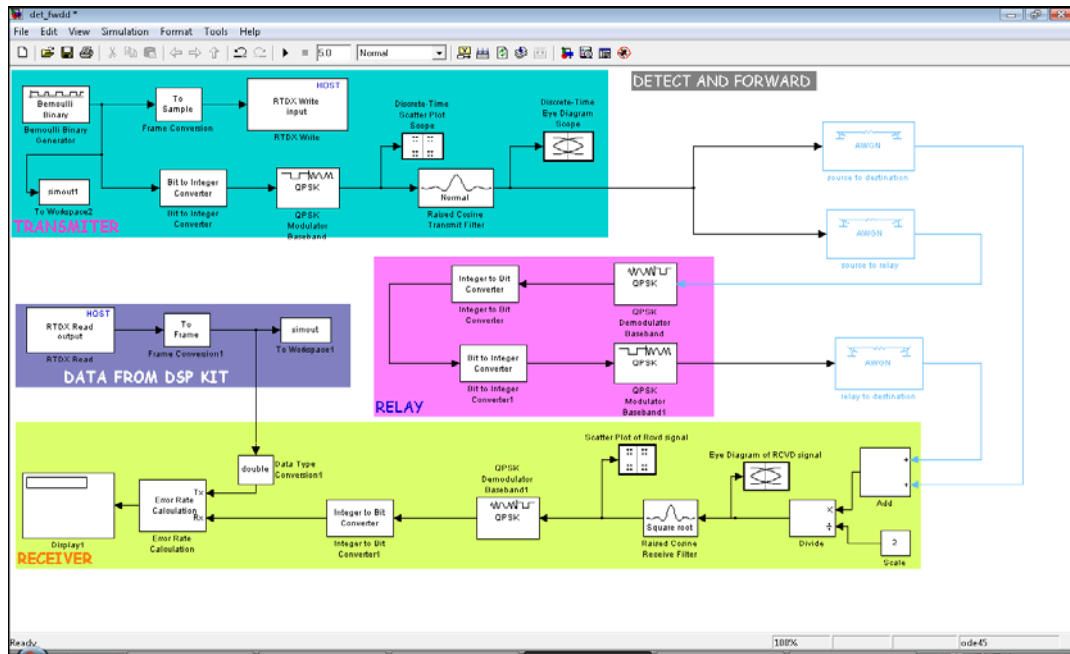 det_fwdd *
File Edit View Simulation Format Tools Help
5.0 Normal
DETECT AND FORWARD
Bernoulli
Binary
Bernoulli Binary
Generator
To
Sample
Frame Conversion
HOST
RTDX Write
input
RTDX Write
Discrete-Time
Scatter Plot
Scope
Discrete-Time
Eye Diagram
Scope
simout1
To Workspace2
Bit to Integer
Converter
Bit to Integer
Converter
QPSK
QPSK
Modulator
Baseband
Normal
Raised Cosine
Transmit Filter
TRANSMITER
AWGN
source to destination
AWGN
source to relay
Integer to Bit
Converter
Integer to Bit
Converter
QPSK
QPSK
Demodulator
Baseband
Bit to Integer
Converter
Bit to Integer
Converter1
QPSK
QPSK
Modulator
Baseband1
RELAY
AWGN
relay to destination
HOST
RTDX Read
output
RTDX Read
To
Frame
Frame Conversion1
simout
To Workspace1
DATA FROM DSP KIT
Scatter Plot of Rcvd signal
Eye Diagram of RCVD signal
double
Data Type
Conversion1
Display1
Tx
Rx
Error Rate
Calculation
Error Rate
Calculation
Integer to Bit
Converter
Integer to Bit
Converter1
QPSK
Demodulator
Baseband1
QPSK
Square root
Raised Cosine
Receive Filter
×
÷
Divide
+
+
Add
2
Scale
RECEIVER
Ready
100%
ode45